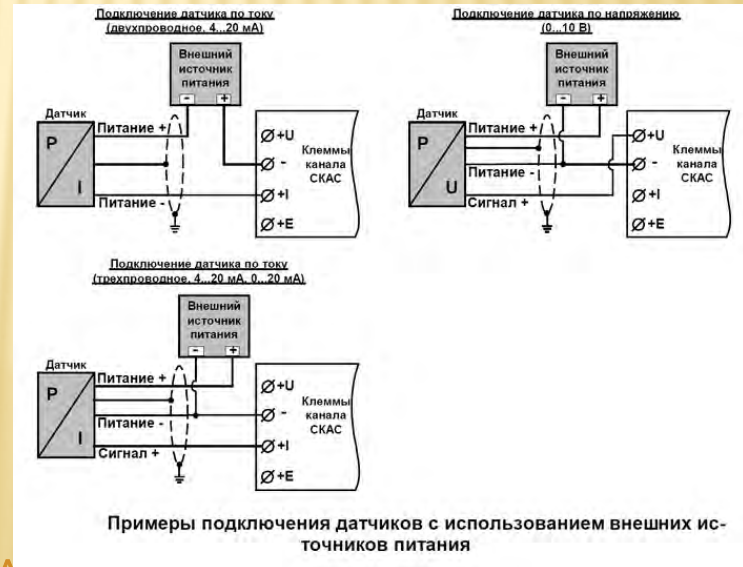 Подключение датчика по току
(двухпроводное, 4...20 мА)
Внешний
источник
питания
- +
Датчик
P
I
Питание +
Питание -
+U
-
+I
+E
Клеммы
канала
СКАС
Подключение датчика по напряжению
(0...10 В)
Внешний
источник
питания
- +
Датчик
P
U
Питание +
Питание -
Сигнал +
+U
-
+I
+E
Клеммы
канала
СКАС
Подключение датчика по току
(трехпроводное, 4...20 мА, 0...20 мА)
Внешний
источник
питания
- +
Датчик
P
I
Питание +
Питание -
Сигнал +
+U
-
+I
+E
Клеммы
канала
СКАС
Примеры подключения датчиков с использованием внешних ис-
точников питания